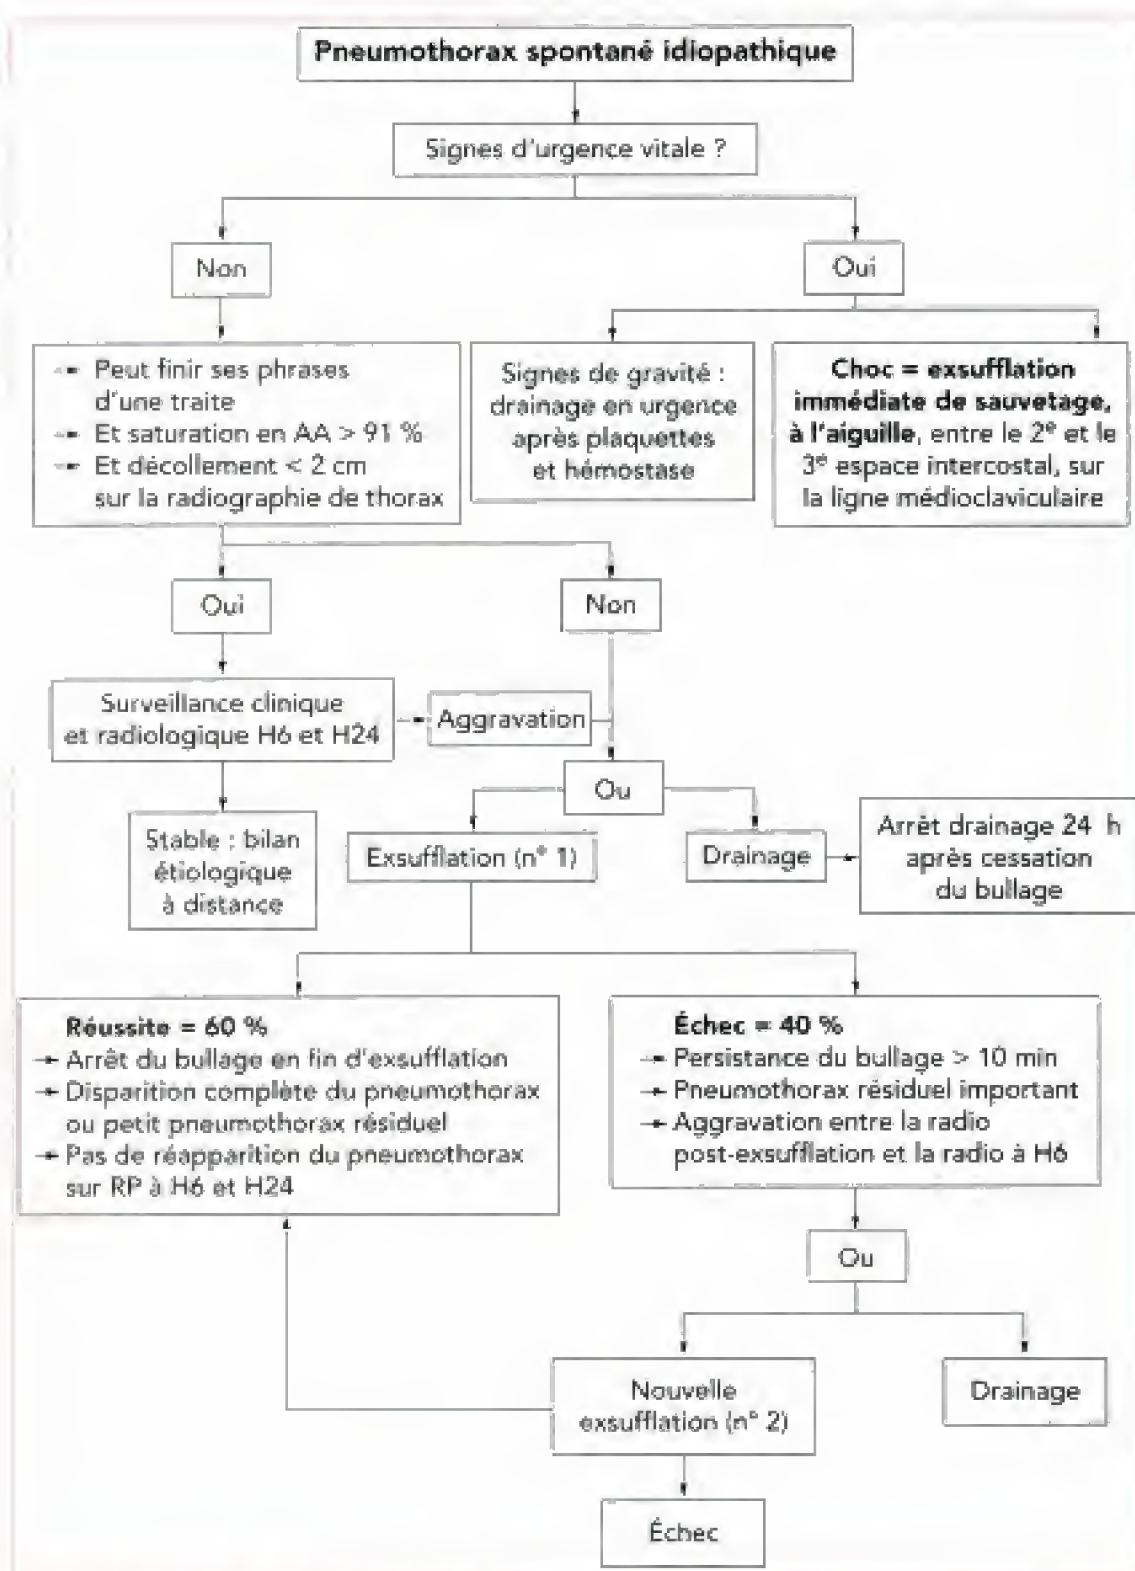 Pneumothorax spontané idiopathique
Signes d'urgence vitale ?
Non
Oui
Peut finir ses phrases
d'une traite
Et saturation en AA > 91 %
Et décollement < 2 cm
sur la radiographie de thorax
Signes de gravité :
drainage en urgence
après plaquettes
et hémostase
Choc = exsufflation
immédiate de sauvetage,
à l'aiguille, entre le 2e et le
3e espace intercostal, sur
la ligne médioclaviculaire
Oui
Non
Surveillance clinique
et radiologique H6 et H24
Aggravation
Ou
Stable : bilan
étiologique
à distance
Exsufflation (n° 1)
Drainage
Arrêt drainage 24 h
après cessation
du bullage
Réussite = 60 %
Arrêt du bullage en fin d'exsufflation
Disparition complète du pneumothorax
ou petit pneumothorax résiduel
Pas de réapparition du pneumothorax
sur RP à H6 et H24
Échec = 40 %
Persistance du bullage > 10 min
Pneumothorax résiduel important
Aggravation entre la radio
post-exsufflation et la radio à H6
Ou
Nouvelle
exsufflation (n° 2)
Drainage
Échec